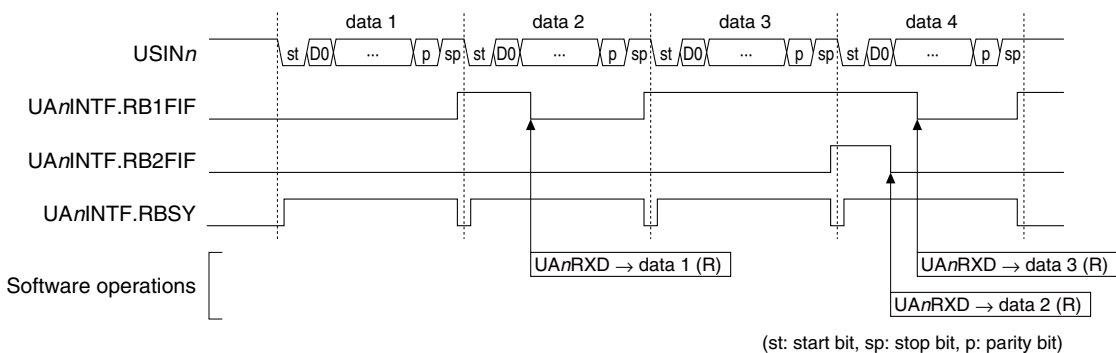 data 1 data 2 data 3 data 4
USINn st D0 ... p sp st D0 ... p sp st D0 ... p sp st D0 ... p sp
UAnINTF.RB1FIF
UAnINTF.RB2FIF
UAnINTF.RBSY
UAnRXD → data 1 (R) UAnRXD → data 3 (R)
Software operations
UAnRXD → data 2 (R)
(st: start bit, sp: stop bit, p: parity bit)